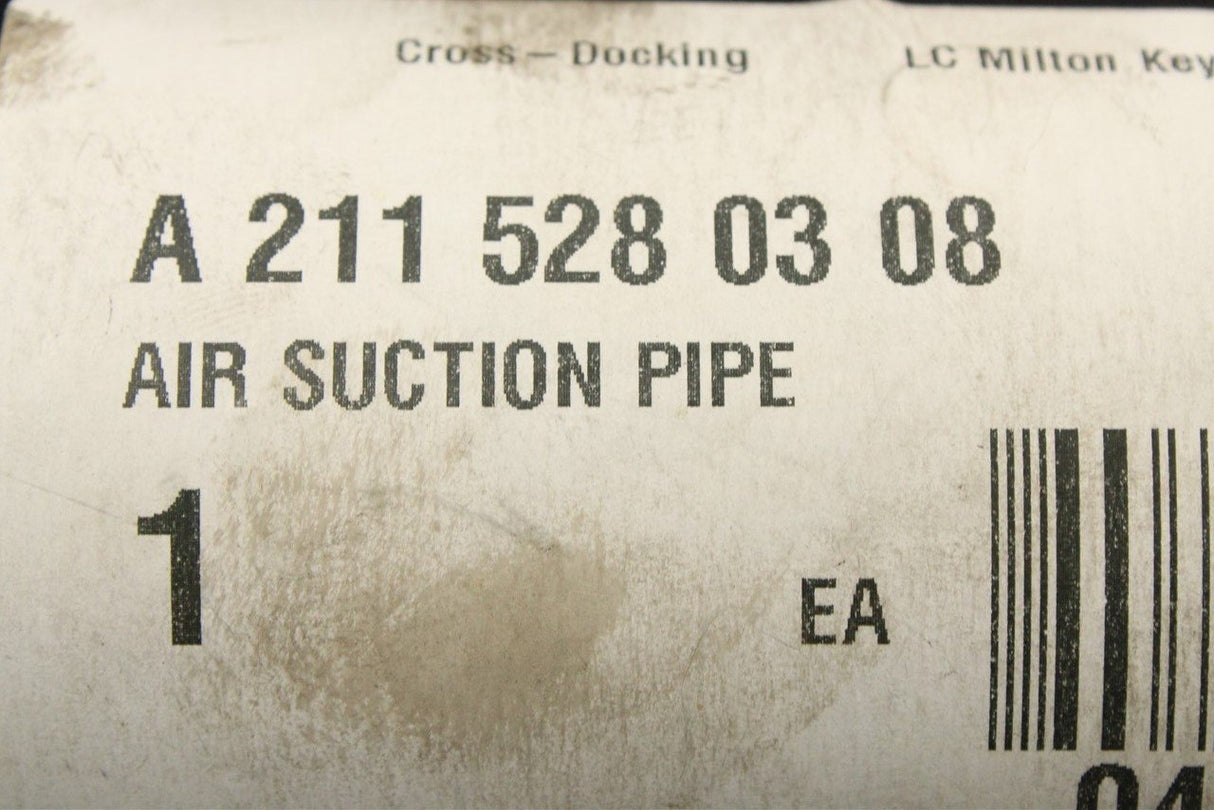 Cross-Docking LC Milton Key
A 211 528 03 08
AIR SUCTION PIPE
1 EA